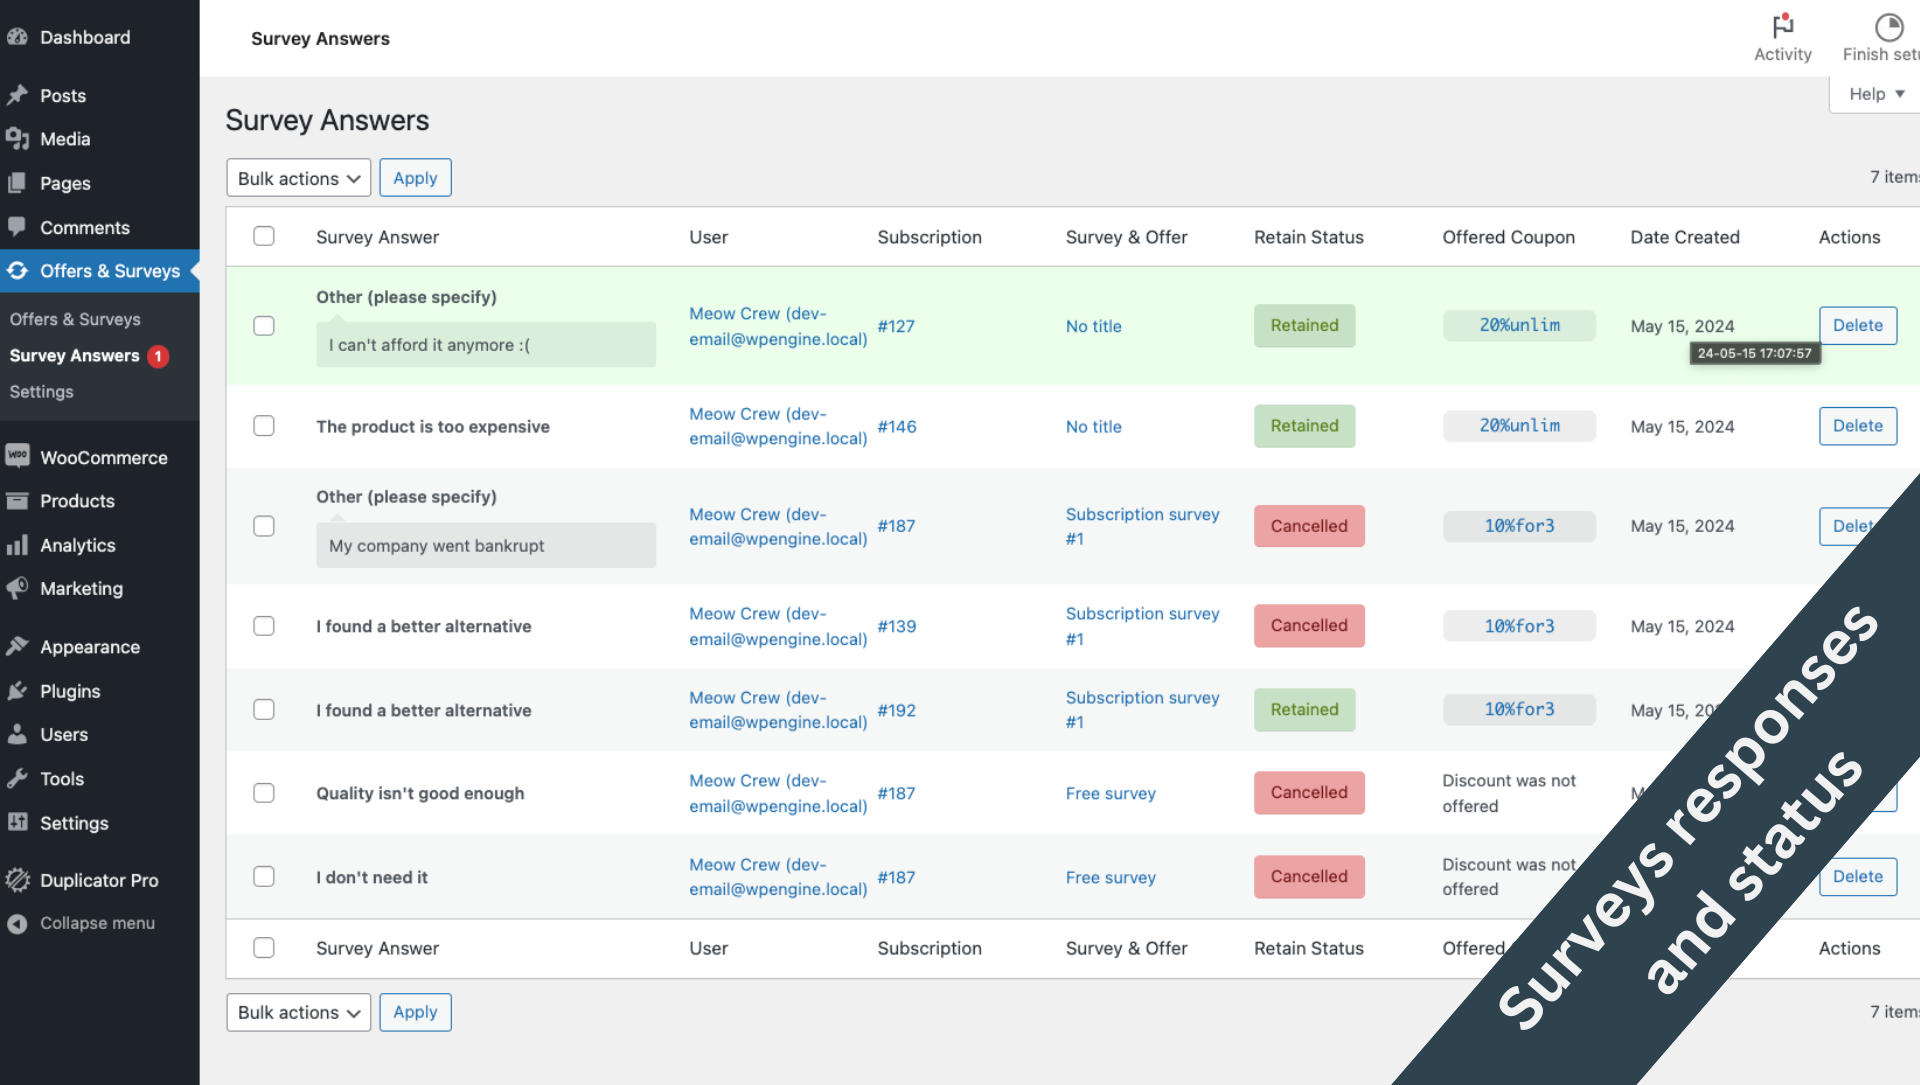 Dashboard
Posts
Media
Pages
Comments
Offers & Surveys
Offers & Surveys
Survey Answers 1
Settings
WooCommerce
Products
Analytics
Marketing
Appearance
Plugins
Users
Tools
Settings
Duplicator Pro
Collapse menu
Survey Answers
Activity
Finish setu
Help
Survey Answers
Bulk actions Apply
7 items
Survey Answer User Subscription Survey & Offer Retain Status Offered Coupon Date Created Actions
Other (please specify)
I can't afford it anymore :(
Meow Crew (dev-
email@wpengine.local)
#127
No title
Retained
20%unlim
May 15, 2024
24-05-15 17:07:57
Delete
The product is too expensive
Meow Crew (dev-
email@wpengine.local)
#146
No title
Retained
20%unlim
May 15, 2024
Delete
Other (please specify)
My company went bankrupt
Meow Crew (dev-
email@wpengine.local)
#187
Subscription survey
#1
Cancelled
10%for3
May 15, 2024
Delet
I found a better alternative
Meow Crew (dev-
email@wpengine.local)
#139
Subscription survey
#1
Cancelled
10%for3
May 15, 2024
I found a better alternative
Meow Crew (dev-
email@wpengine.local)
#192
Subscription survey
#1
Retained
10%for3
May 15, 20
Quality isn't good enough
Meow Crew (dev-
email@wpengine.local)
#187
Free survey
Cancelled
Discount was not
offered
I don't need it
Meow Crew (dev-
email@wpengine.local)
#187
Free survey
Cancelled
Discount was not
offered
Delete
Survey Answer User Subscription Survey & Offer Retain Status Offered Actions
Bulk actions Apply
7 items
Surveys responses
and status